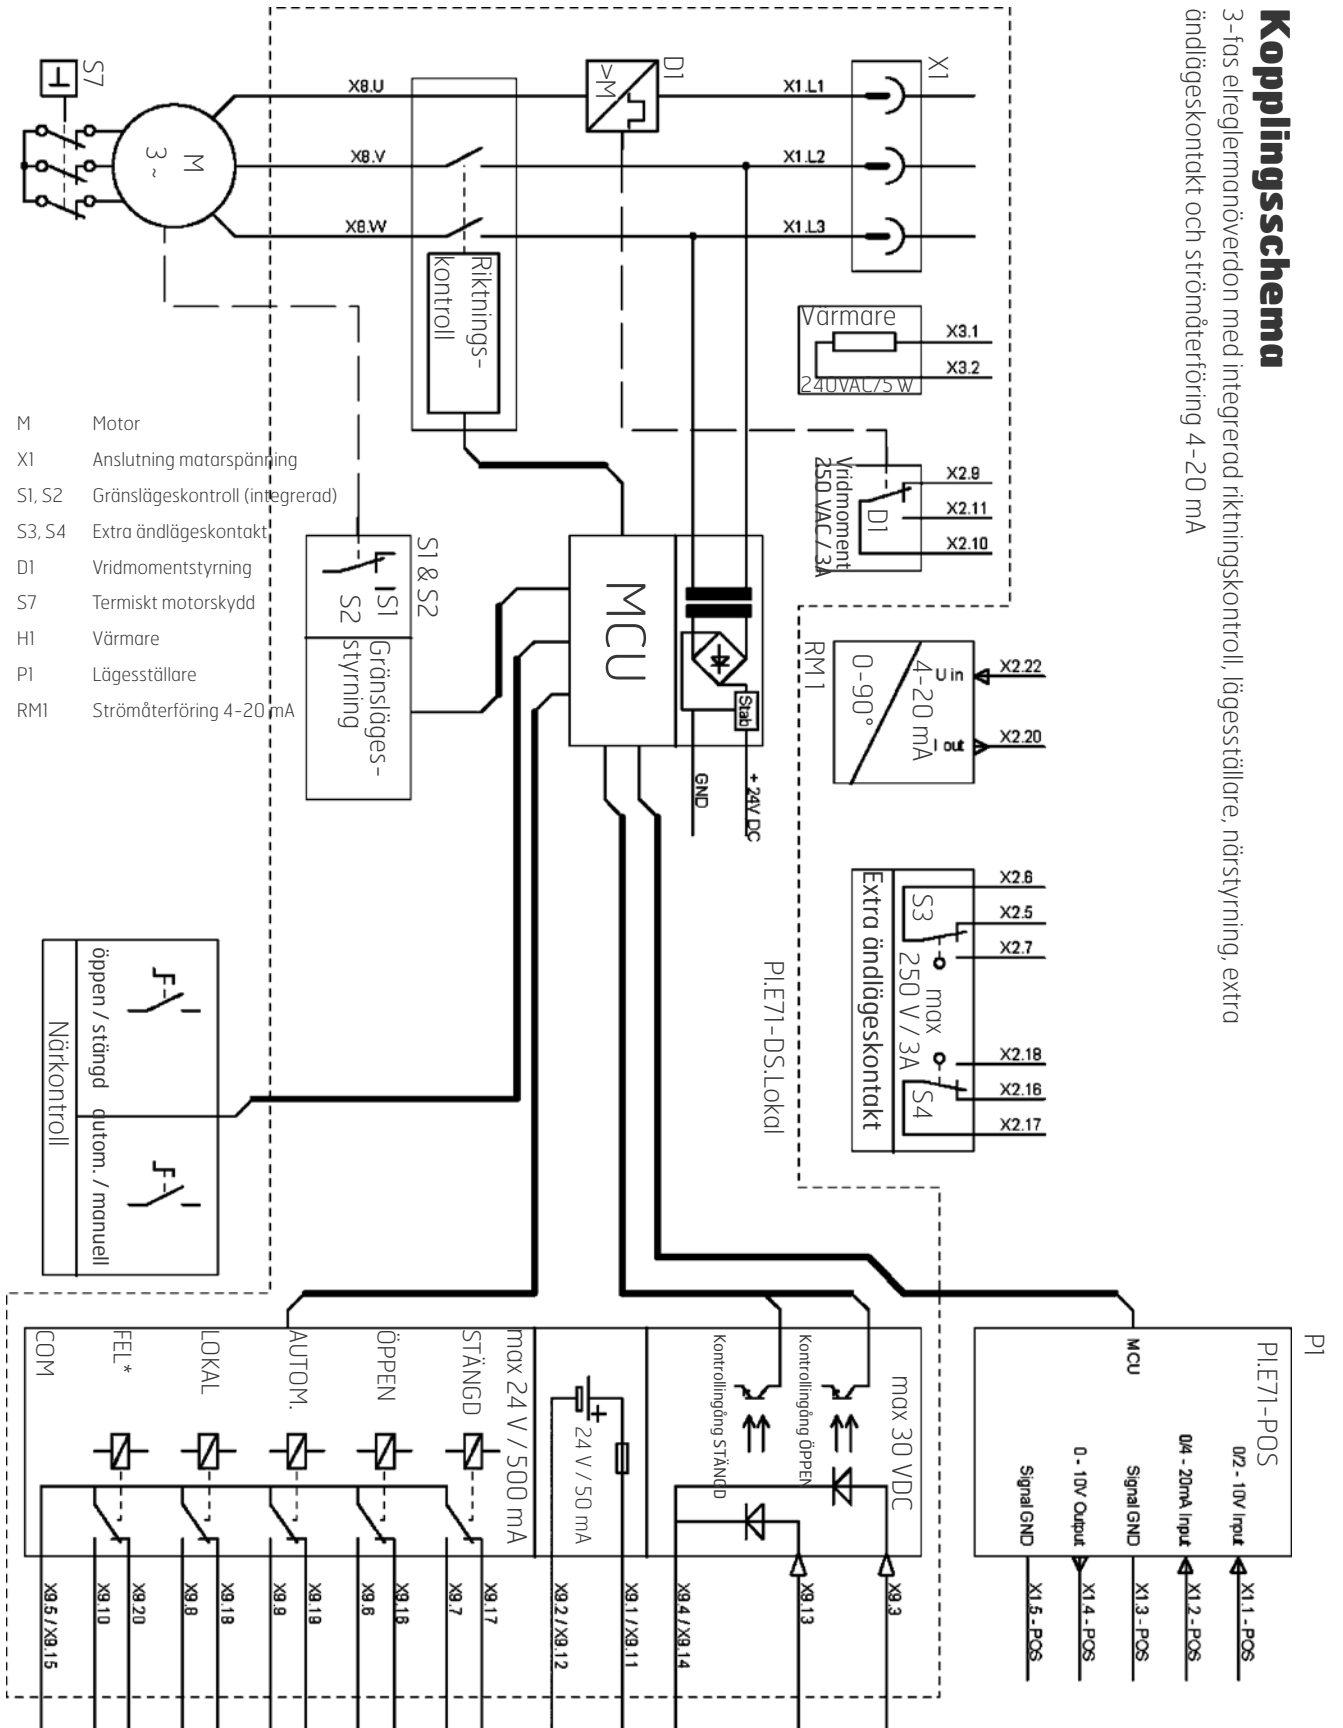 Kopplingsschema
3-fas elreglermanöverdon med integrerad riktningskontroll, lägesställare, närstyrning, extra
ändlägeskontakt och strömåterföring 4-20 mA
X1
X1.L1
X1.L2
X1.L3
D1
>M
X8.U
X8.V
X8.W
S7
M
3 ~
Riktnings-
kontroll
Värmare
240VAC/5 W
X3.1
X3.2
Vridmoment
250 VAC / 3A
D1
X2.9
X2.11
X2.10
M Motor
X1 Anslutning matarspänning
S1, S2 Gränslägeskontroll (integrerad)
S3, S4 Extra ändlägeskontakt
D1 Vridmomentstyrning
S7 Termiskt motorskydd
H1 Värmare
P1 Lägesställare
RM1 Strömåterföring 4-20 mA
S1 & S2
S1
S2
Gränsläges-
styrning
MCU
Stab
GND
+ 24V DC
RM1
0-90°
4-20 mA
U in
I out
X2.22
X2.20
Extra ändlägeskontakt
S3
max
250 V / 3A
S4
X2.6
X2.5
X2.7
X2.18
X2.16
X2.17
PI.E71-DS.Lokal
öppen / stängd
autom. / manuell
Närkontroll
P1
PI.E71-POS
MCU
0/2 - 10V Input
0/4 - 20mA Input
Signal GND
0 - 10V Output
Signal GND
X1.1 - POS
X1.2 - POS
X1.3 - POS
X1.4 - POS
X1.5 - POS
max 30 VDC
Kontrollingång ÖPPEN
Kontrollingång STÄNGD
X9.3
X9.13
X9.4 / X9.14
24 V / 50 mA
+
X9.1 / X9.11
X9.2 / X9.12
max 24 V / 500 mA
STÄNGD
ÖPPEN
AUTOM.
LOKAL
FEL*
COM
X9.17
X9.7
X9.16
X9.6
X9.19
X9.9
X9.18
X9.8
X9.20
X9.10
X9.5 / X9.15